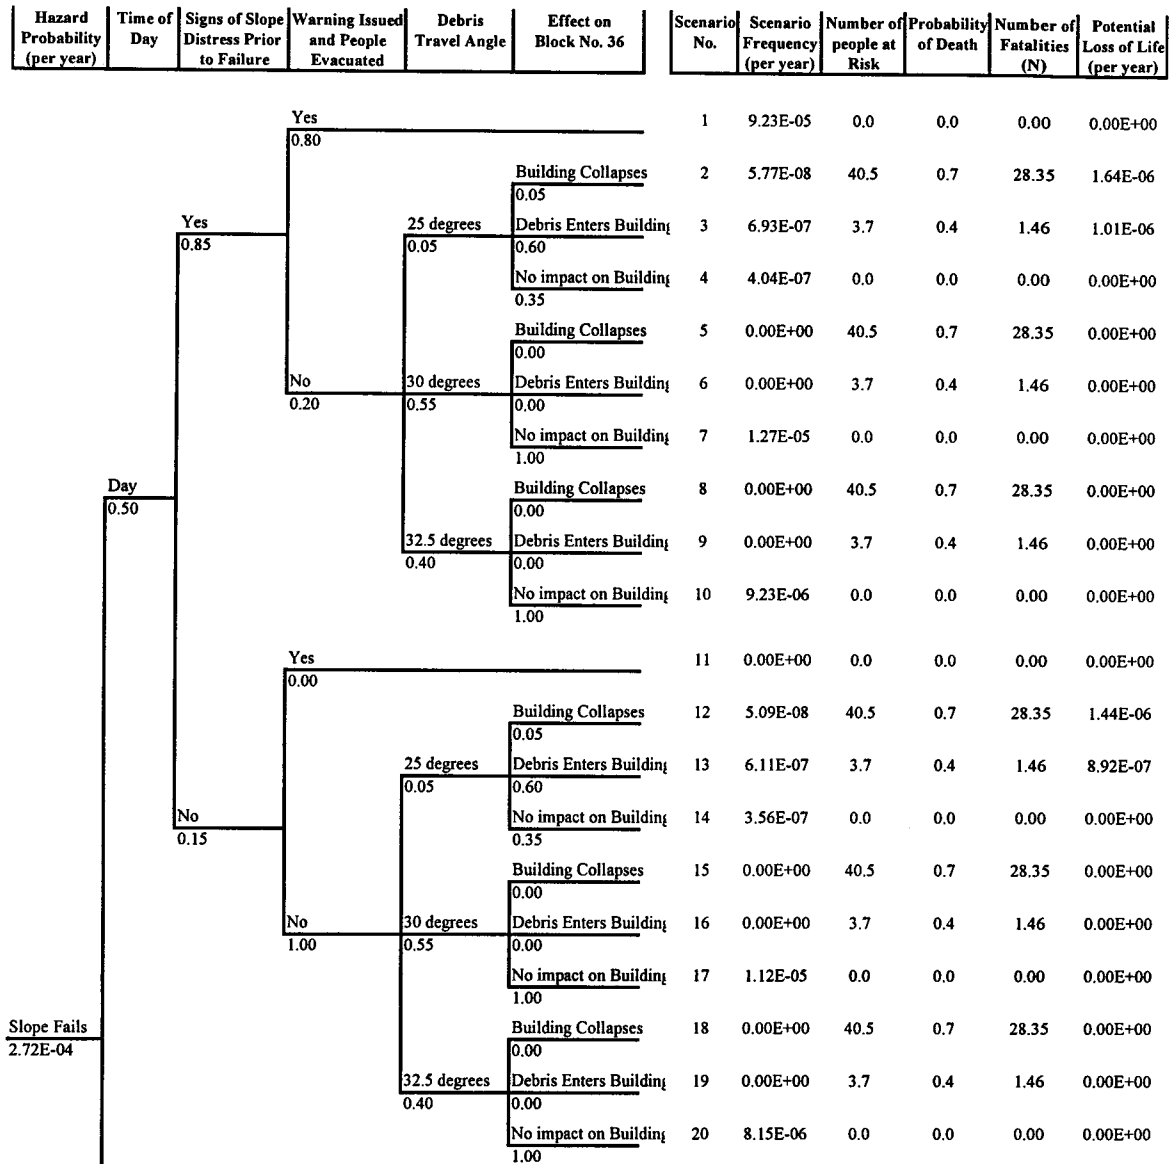 Hazard Probability (per year) Time of Day Signs of Slope Distress Prior to Failure Warning Issued and People Evacuated Debris Travel Angle Effect on Block No. 36 Scenario No. Scenario Frequency (per year) Number of people at Risk Probability of Death Number of Fatalities (N) Potential Loss of Life (per year)
Yes 1 9.23E-05 0.0 0.0 0.00 0.00E+00
0.80
Building Collapses 2 5.77E-08 40.5 0.7 28.35 1.64E-06
0.05
Yes 25 degrees Debris Enters Building 3 6.93E-07 3.7 0.4 1.46 1.01E-06
0.85 0.05 0.60
No impact on Building 4 4.04E-07 0.0 0.0 0.00 0.00E+00
0.35
Building Collapses 5 0.00E+00 40.5 0.7 28.35 0.00E+00
0.00
No 30 degrees Debris Enters Building 6 0.00E+00 3.7 0.4 1.46 0.00E+00
0.20 0.55 0.00
No impact on Building 7 1.27E-05 0.0 0.0 0.00 0.00E+00
1.00
Day Building Collapses 8 0.00E+00 40.5 0.7 28.35 0.00E+00
0.50 0.00
32.5 degrees Debris Enters Building 9 0.00E+00 3.7 0.4 1.46 0.00E+00
0.40 0.00
No impact on Building 10 9.23E-06 0.0 0.0 0.00 0.00E+00
1.00
Yes 11 0.00E+00 0.0 0.0 0.00 0.00E+00
0.00
Building Collapses 12 5.09E-08 40.5 0.7 28.35 1.44E-06
0.05
25 degrees Debris Enters Building 13 6.11E-07 3.7 0.4 1.46 8.92E-07
0.05 0.60
No No impact on Building 14 3.56E-07 0.0 0.0 0.00 0.00E+00
0.15 0.35
Building Collapses 15 0.00E+00 40.5 0.7 28.35 0.00E+00
0.00
No 30 degrees Debris Enters Building 16 0.00E+00 3.7 0.4 1.46 0.00E+00
1.00 0.55 0.00
No impact on Building 17 1.12E-05 0.0 0.0 0.00 0.00E+00
1.00
Slope Fails Building Collapses 18 0.00E+00 40.5 0.7 28.35 0.00E+00
2.72E-04 0.00
32.5 degrees Debris Enters Building 19 0.00E+00 3.7 0.4 1.46 0.00E+00
0.40 0.00
No impact on Building 20 8.15E-06 0.0 0.0 0.00 0.00E+00
1.00